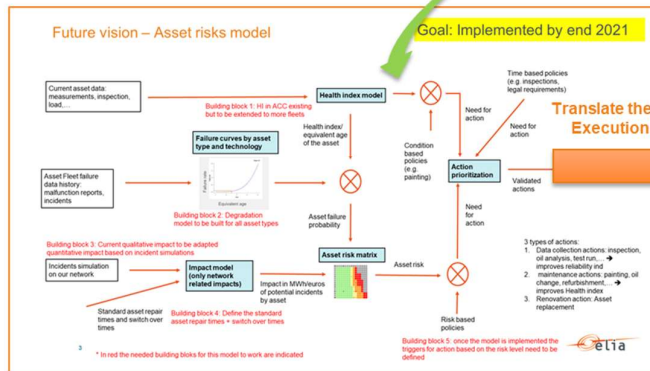 Future vision – Asset risks model
Goal: Implemented by end 2021
Current asset data:
measurements, inspection,
load,…
Health index model
Building block 1: HI in ACC existing
but to be extended to more fleets
Time based policies
(e.g. inspections,
legal requirements)
Need for
action
Need for
action
Translate the
Execution
Failure curves by asset
type and technology
Health index/
equivalent age
of the asset
Condition
based
policies
(e.g.
painting)
Action
prioritization
Validated
actions
Asset Fleet failure
data history:
malfunction reports,
incidents
Failure rate
Equivalent age
Building block 2: Degradation
model to be built for all asset types
Asset failure
probability
Need
for
action
Building block 3: Current qualitative impact to be adapted
quantitative impact based on incident simulations
Incidents simulation
on our network
Impact model
(only network
related impacts)
Asset risk matrix
Asset risk
Impact in MWh/euros
of potential incidents
by asset
Standard asset repair
times and switch over
times
Building block 4: Define the standard
asset repair times + switch over times
Risk based
policies
3 types of actions:
1. Data collection actions: inspection,
oil analysis, test run,… ➔
improves reliability ind
2. maintenance actions: painting, oil
change, refurbishment,… ➔
improves Health index
3. Renovation action: Asset
replacement
Building block 5: once the model is implemented the
triggers for action based on the risk level need to be
defined
3
* In red the needed building bloks for this model to work are indicated
elia